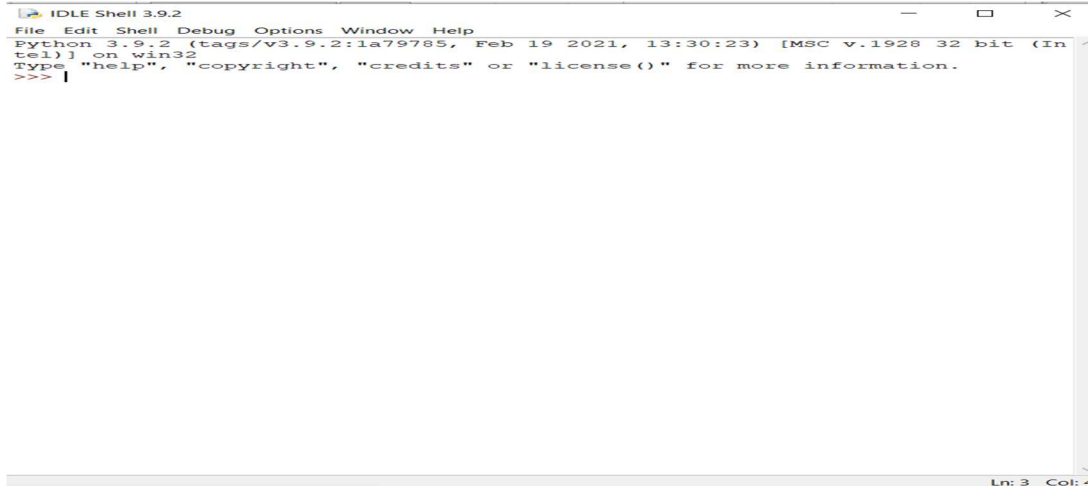 IDLE Shell 3.9.2
File Edit Shell Debug Options Window Help
Python 3.9.2 (tags/v3.9.2:1a79785, Feb 19 2021, 13:30:23) [MSC v.1928 32 bit (In
tel)] on win32
Type "help", "copyright", "credits" or "license()" for more information.
>>>
Ln: 3 Col: 4